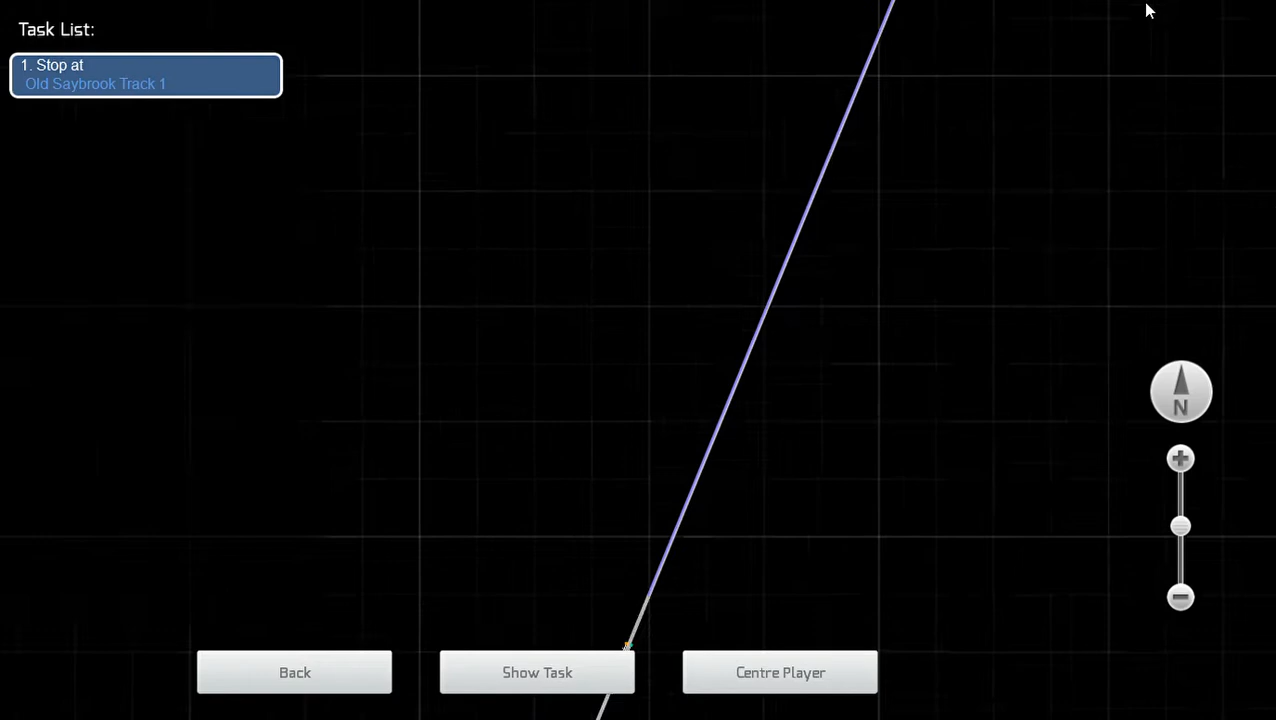 Task List:
1. Stop at
Old Saybrook Track 1
N
Back
Show Task
Centre Player